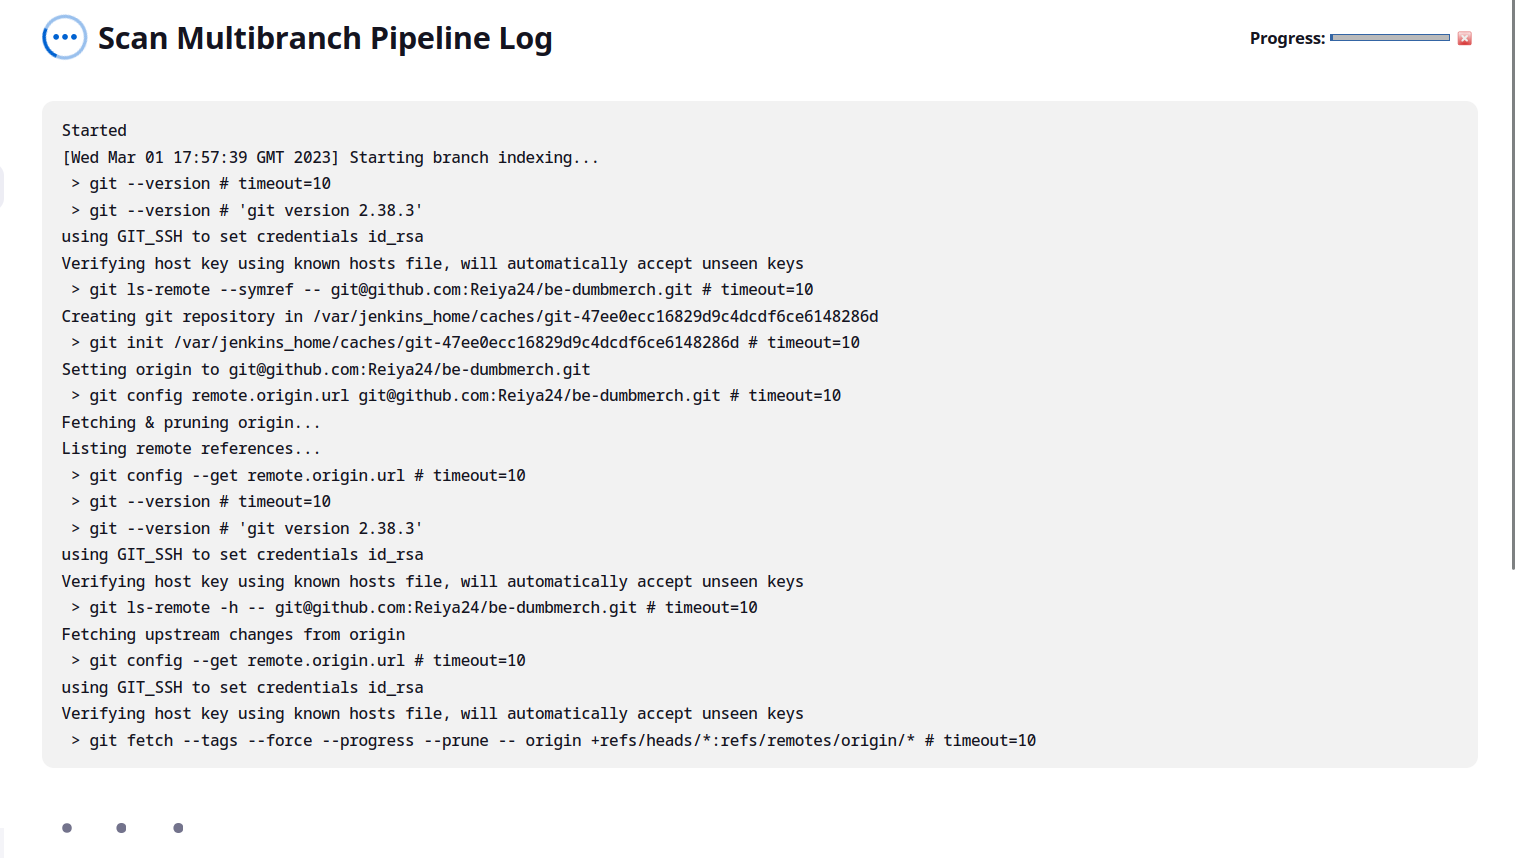 Scan Multibranch Pipeline Log
Progress:
Started
[Wed Mar 01 17:57:39 GMT 2023] Starting branch indexing...
> git --version # timeout=10
> git --version # 'git version 2.38.3'
using GIT_SSH to set credentials id_rsa
Verifying host key using known hosts file, will automatically accept unseen keys
> git ls-remote --symref -- git@github.com:Reiya24/be-dumbmerch.git # timeout=10
Creating git repository in /var/jenkins_home/caches/git-47ee0ecc16829d9c4dcdf6ce6148286d
> git init /var/jenkins_home/caches/git-47ee0ecc16829d9c4dcdf6ce6148286d # timeout=10
Setting origin to git@github.com:Reiya24/be-dumbmerch.git
> git config remote.origin.url git@github.com:Reiya24/be-dumbmerch.git # timeout=10
Fetching & pruning origin...
Listing remote references...
> git config --get remote.origin.url # timeout=10
> git --version # timeout=10
> git --version # 'git version 2.38.3'
using GIT_SSH to set credentials id_rsa
Verifying host key using known hosts file, will automatically accept unseen keys
> git ls-remote -h -- git@github.com:Reiya24/be-dumbmerch.git # timeout=10
Fetching upstream changes from origin
> git config --get remote.origin.url # timeout=10
using GIT_SSH to set credentials id_rsa
Verifying host key using known hosts file, will automatically accept unseen keys
> git fetch --tags --force --progress --prune -- origin +refs/heads/*:refs/remotes/origin/* # timeout=10